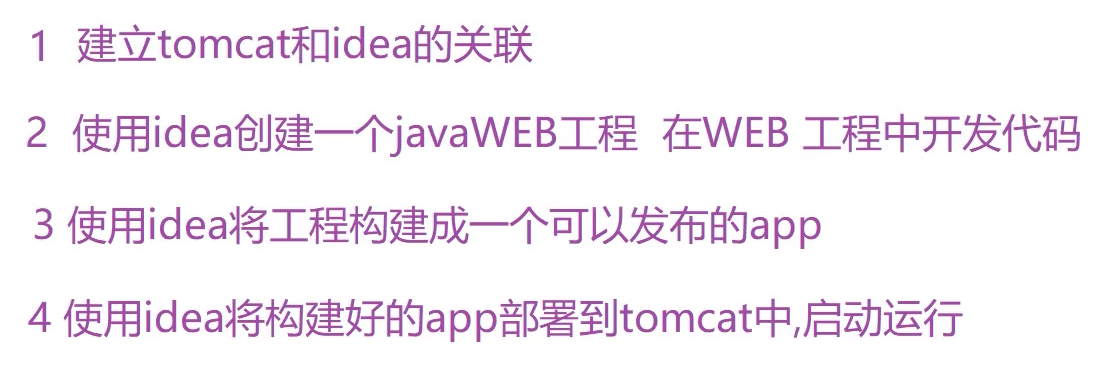 1 建立tomcat和idea的关联
2 使用idea创建一个javaWEB工程 在WEB 工程中开发代码
3 使用idea将工程构建成一个可以发布的app
4 使用idea将构建好的app部署到tomcat中,启动运行